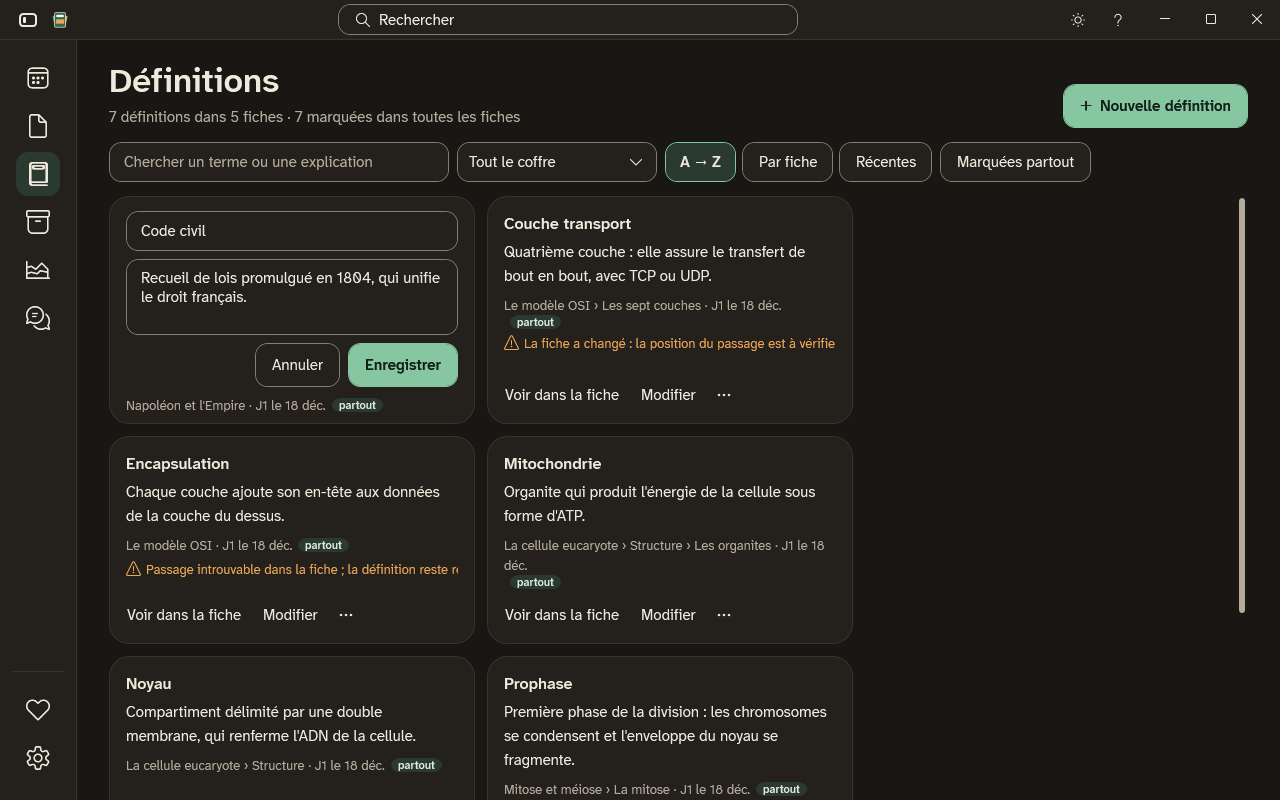 Rechercher
?
Définitions
7 définitions dans 5 fiches · 7 marquées dans toutes les fiches
+ Nouvelle définition
Chercher un terme ou une explication
Tout le coffre
A → Z
Par fiche
Récentes
Marquées partout
Code civil
Recueil de lois promulgué en 1804, qui unifie
le droit français.
Annuler
Enregistrer
Napoléon et l'Empire · J1 le 18 déc. partout
Couche transport
Quatrième couche : elle assure le transfert de
bout en bout, avec TCP ou UDP.
Le modèle OSI › Les sept couches · J1 le 18 déc.
partout
La fiche a changé : la position du passage est à vérifie
Voir dans la fiche
Modifier
···
Encapsulation
Chaque couche ajoute son en-tête aux données
de la couche du dessus.
Le modèle OSI · J1 le 18 déc. partout
Passage introuvable dans la fiche ; la définition reste re
Voir dans la fiche
Modifier
···
Mitochondrie
Organite qui produit l'énergie de la cellule sous
forme d'ATP.
La cellule eucaryote › Structure › Les organites · J1 le 18
déc.
partout
Voir dans la fiche
Modifier
···
Noyau
Compartiment délimité par une double
membrane, qui renferme l'ADN de la cellule.
La cellule eucaryote › Structure · J1 le 18 déc. partout
Prophase
Première phase de la division : les chromosomes
se condensent et l'enveloppe du noyau se
fragmente.
Mitose et méiose › La mitose · J1 le 18 déc. partout